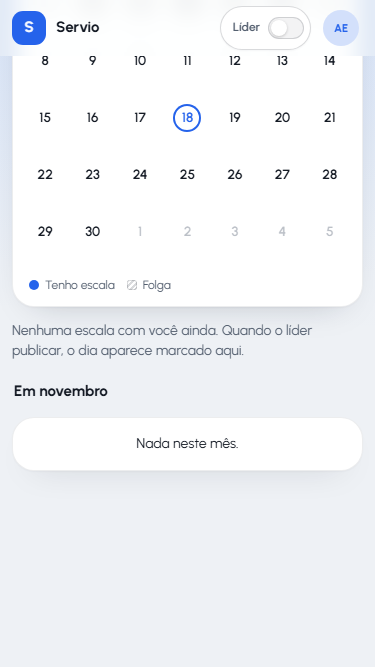 S Servio Líder AE
8 9 10 11 12 13 14
15 16 17 18 19 20 21
22 23 24 25 26 27 28
29 30 1 2 3 4 5
Tenho escala Folga
Nenhuma escala com você ainda. Quando o líder
publicar, o dia aparece marcado aqui.
Em novembro
Nada neste mês.